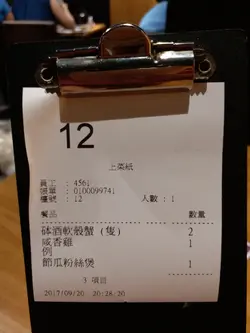 12
上菜紙
員工 : 4561
帳單 : 0100099741
檯號 : 12 人數 : 1
餐品 數量
砵酒軟殼蟹 (隻) 2
咸香雞 1
例
節瓜粉絲煲 1
3 項目
2017/09/20 20:28:20